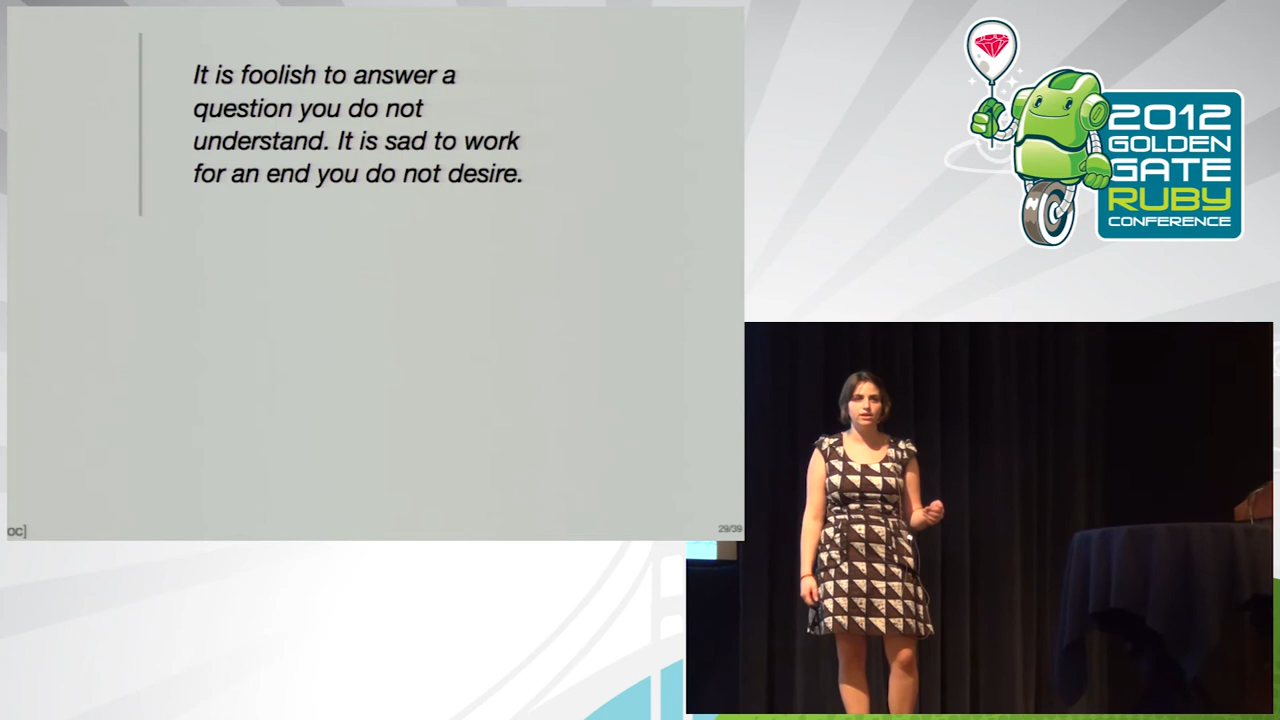 It is foolish to answer a
question you do not
understand. It is sad to work
for an end you do not desire.
oc]
29/39
2012
GOLDEN
GATE
RUBY
CONFERENCE